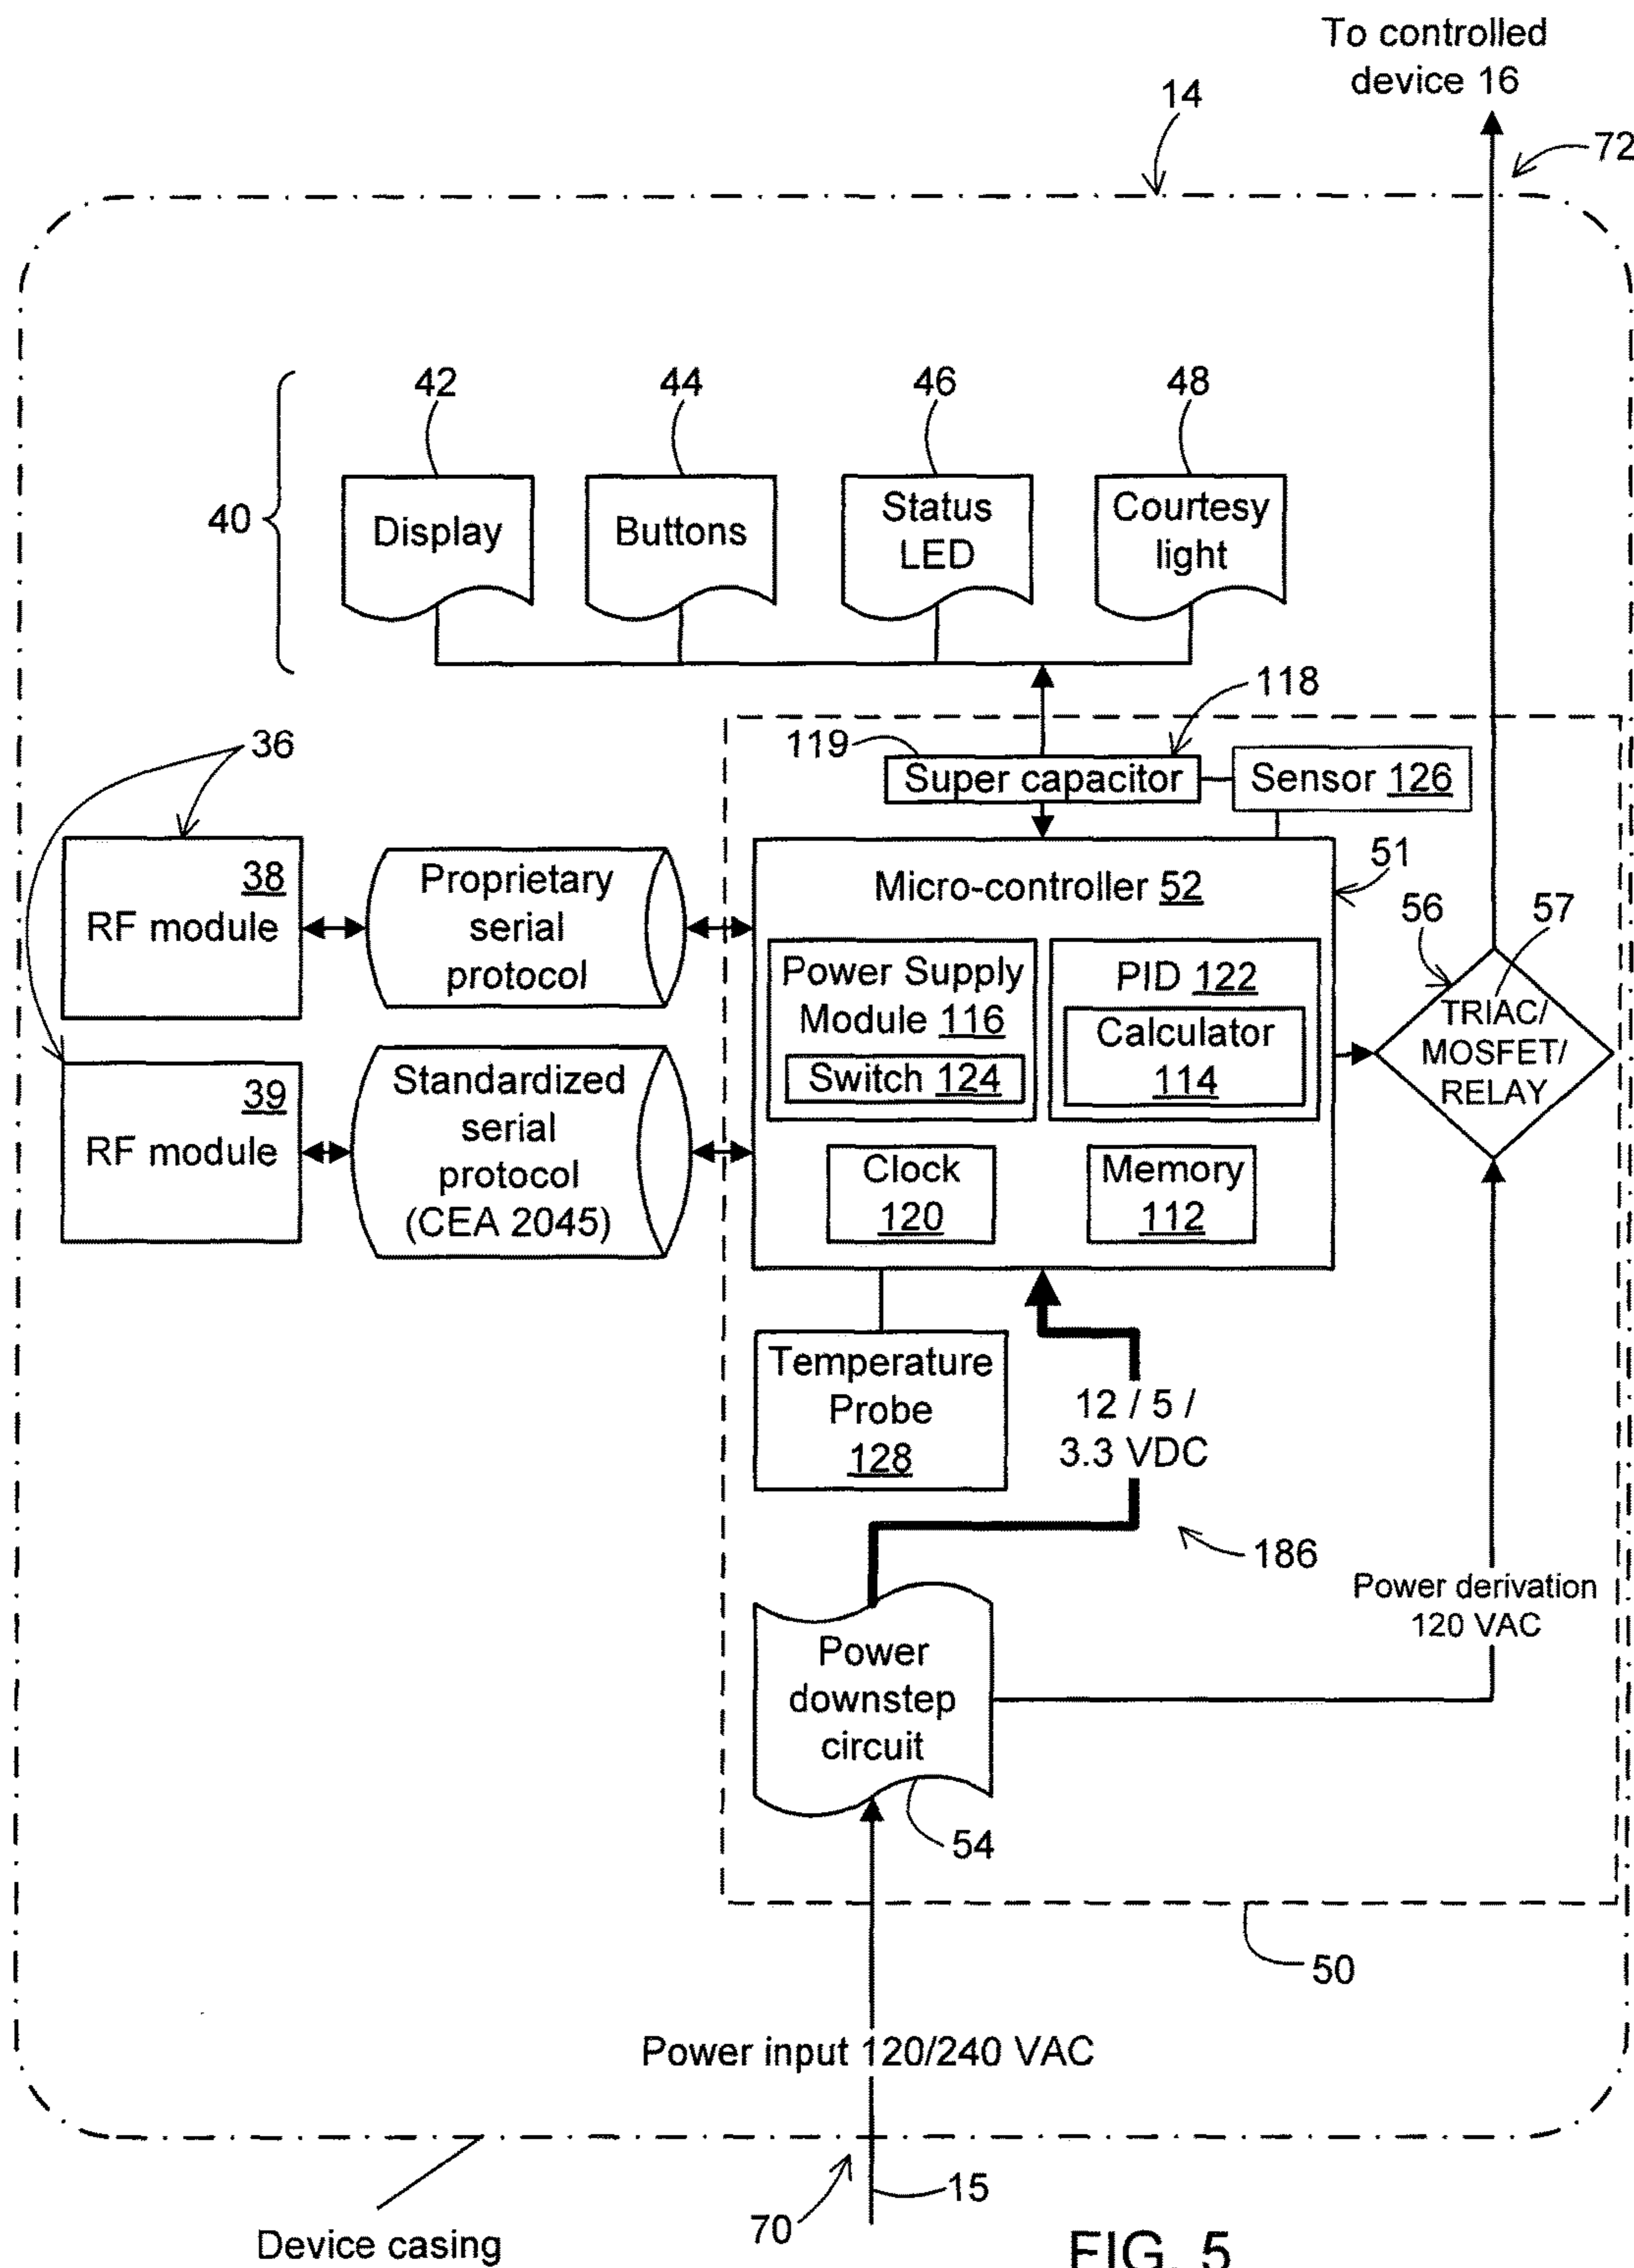 To controlled
device 16
14
72
42
44
46
48
40
Display
Buttons
Status
LED
Courtesy
light
118
119
Super capacitor
Sensor 126
36
51
38
RF module
Proprietary
serial
protocol
Micro-controller 52
56
57
Power Supply
Module 116
Switch 124
PID 122
Calculator
114
TRIAC/
MOSFET/
RELAY
39
RF module
Standardized
serial
protocol
(CEA 2045)
Clock
120
Memory
112
Temperature
Probe
128
12 / 5 /
3.3 VDC
186
Power derivation
120 VAC
Power
downstep
circuit
54
50
Power input 120/240 VAC
15
70
Device casing
FIG. 5